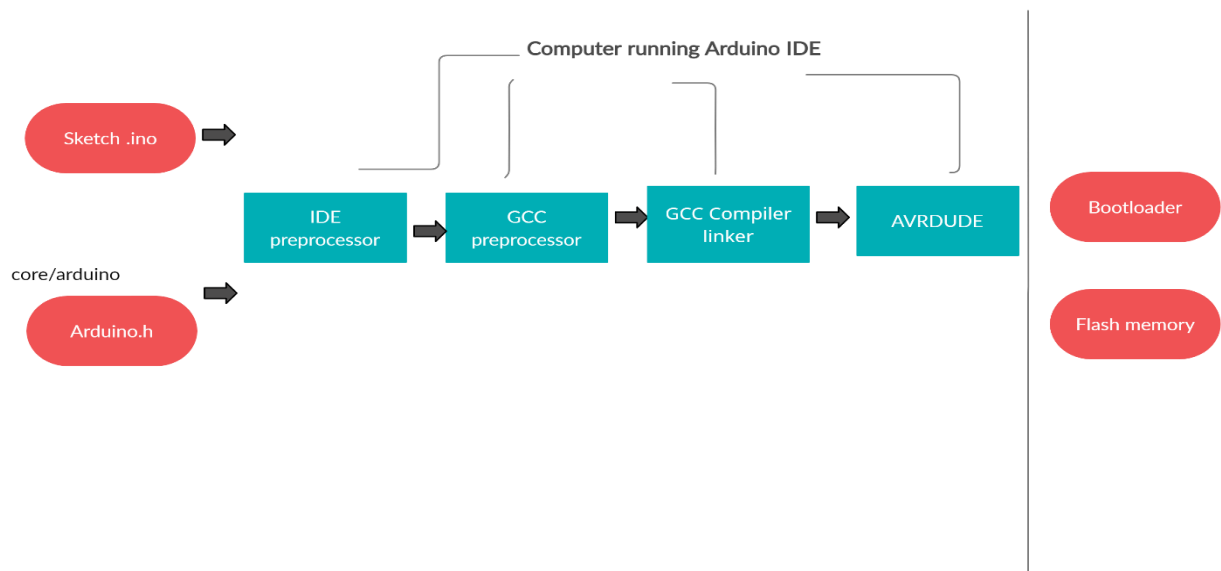 Computer running Arduino IDE
Sketch .ino
core/arduino
Arduino.h
IDE
preprocessor
GCC
preprocessor
GCC Compiler
linker
AVRDUDE
Bootloader
Flash memory